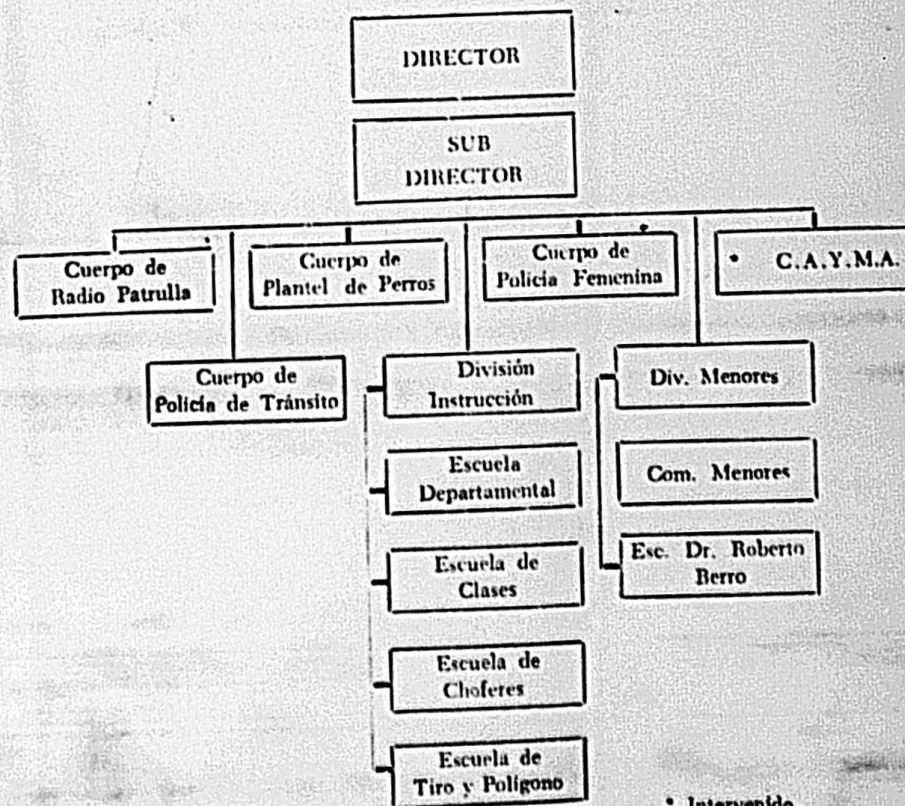 DIRECTOR
SUB
DIRECTOR
Cuerpo de
Radio Patrulla
Cuerpo de
Plantel de Perros
Cuerpo de
Policía Femenina
• C.A.Y.M.A.
Cuerpo de
Policía de Tránsito
División
Instrucción
Div. Menores
Escuela
Departamental
Com. Menores
Escuela de
Clases
Esc. Dr. Roberto
Berro
Escuela de
Choferes
Escuela de
Tiro y Polígono
• Intervenido